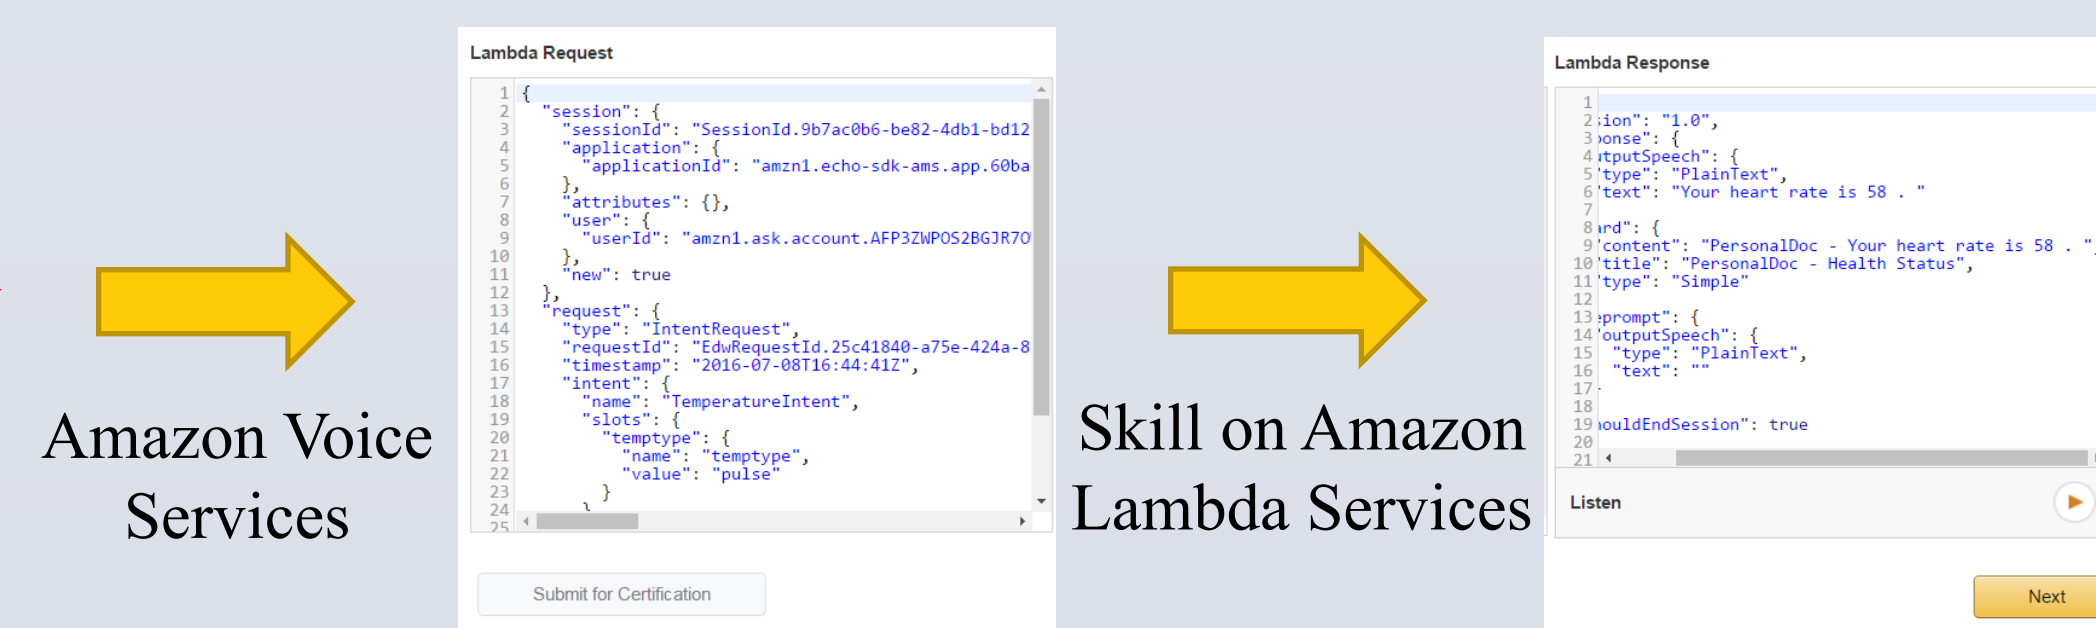 Amazon Voice
Services
Lambda Request
1 {
2 "session": {
3 "sessionId": "SessionId.9b7ac0b6-be82-4db1-bd12
4 "application": {
5 "applicationId": "amzn1.echo-sdk-ams.app.60ba
6 },
7 "attributes": {},
8 "user": {
9 "userId": "amzn1.ask.account.AFP3ZWPOS2BGJR7O
10 },
11 "new": true
12 },
13 "request": {
14 "type": "IntentRequest",
15 "requestId": "EdwRequestId.25c41840-a75e-424a-8
16 "timestamp": "2016-07-08T16:44:41Z",
17 "intent": {
18 "name": "TemperatureIntent",
19 "slots": {
20 "temptype": {
21 "name": "temptype",
22 "value": "pulse"
23 }
24 }
25
Submit for Certification
Skill on Amazon
Lambda Services
Lambda Response
1
2 sion": "1.0",
3 ponse": {
4 utputSpeech": {
5 "type": "PlainText",
6 "text": "Your heart rate is 58 . "
7
8 ard": {
9 "content": "PersonalDoc - Your heart rate is 58 . ",
10 "title": "PersonalDoc - Health Status",
11 "type": "Simple"
12
13 eprompt": {
14 "outputSpeech": {
15 "type": "PlainText",
16 "text": ""
17
18
19 houldEndSession": true
20
21
Listen
Next